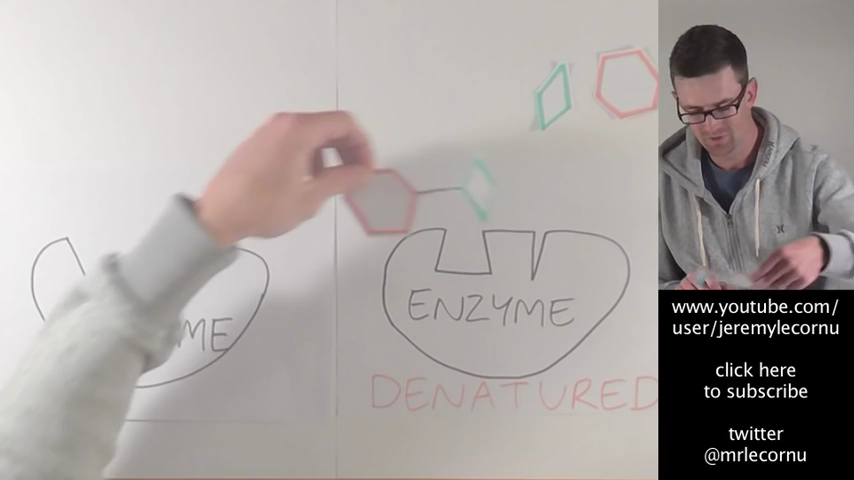 ENZYME
DENATURED
www.youtube.com/
user/jeremylecornu
click here
to subscribe
twitter
@mrlecornu